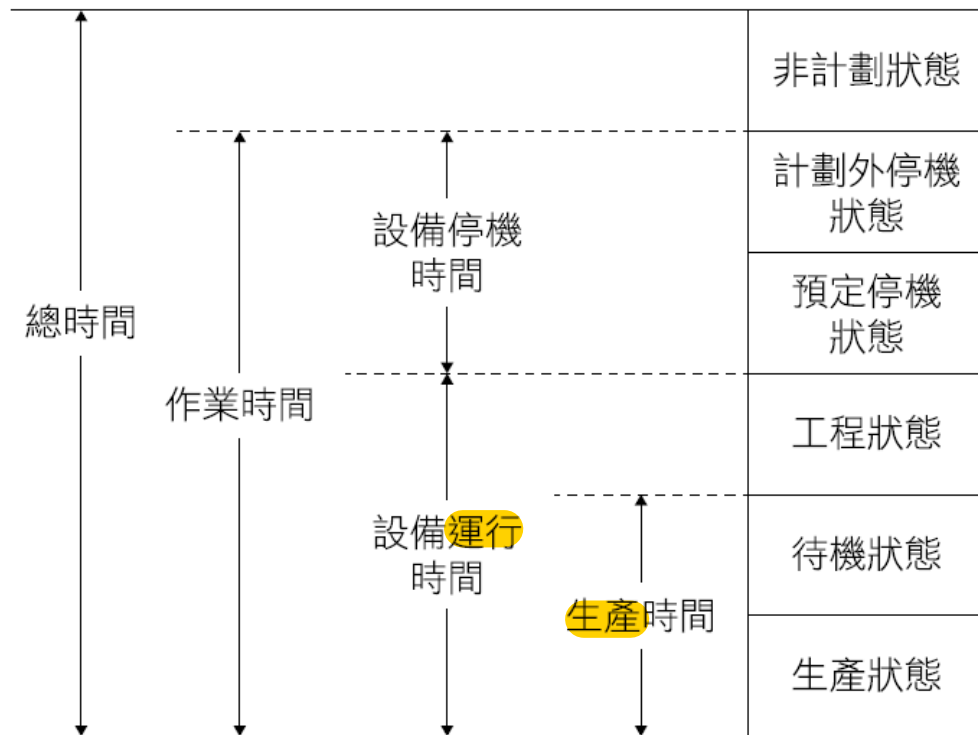 非計劃狀態
計劃外停機
狀態
設備停機
時間
預定停機
狀態
總時間
作業時間
工程狀態
設備運行
時間
待機狀態
生產時間
生產狀態